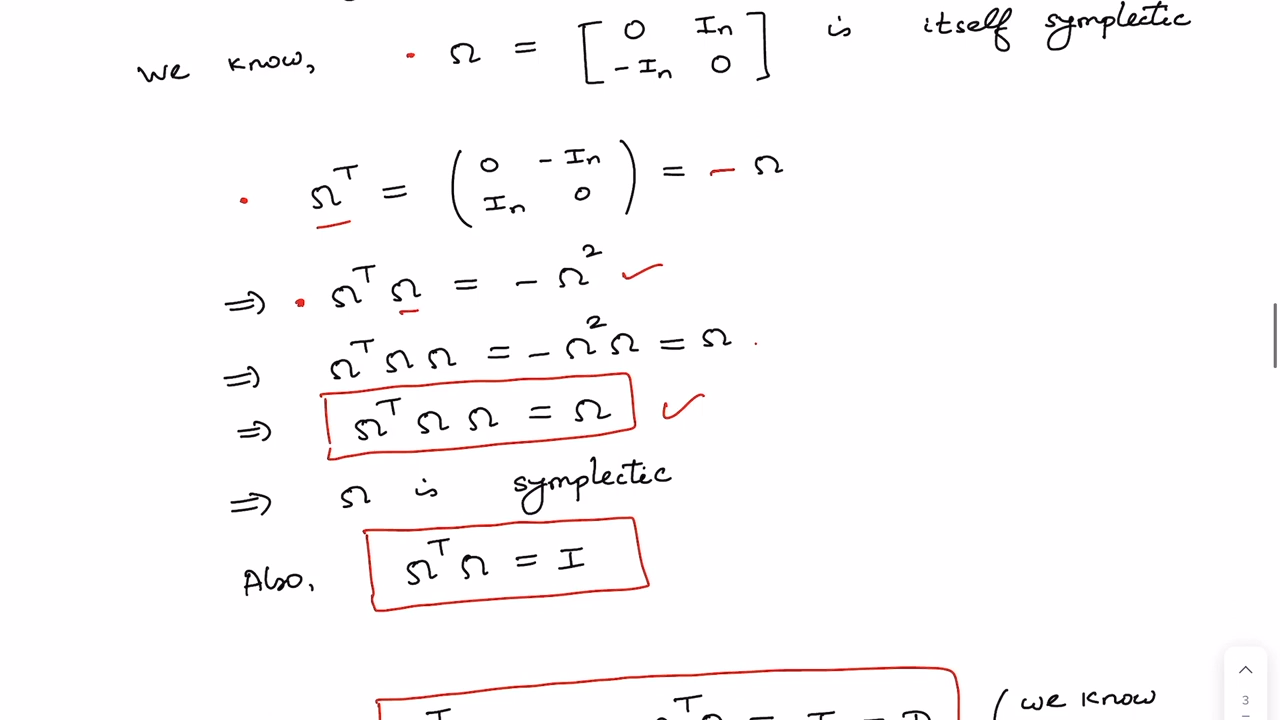 we know, · Ω = [ 0 In ; -In 0 ] is itself symplectic
· Ω^T = ( 0 -In ; In 0 ) = - Ω
⇒ · Ω^T Ω = - Ω^2 ✓
⇒ Ω^T Ω Ω = - Ω^2 Ω = Ω .
⇒ Ω^T Ω Ω = Ω ✓
⇒ Ω is symplectic
Also, Ω^T Ω = I
(we know
3